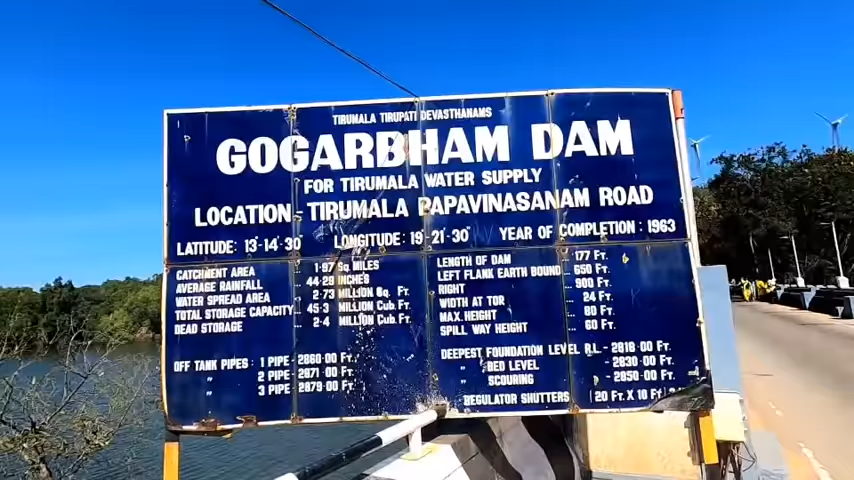 TIRUMALA TIRUPATI DEVASTHANAMS
GOGARBHAM DAM
FOR TIRUMALA WATER SUPPLY
LOCATION - TIRUMALA PAPAVINASANAM ROAD
LATITUDE: 13°-14'-30" LONGITUDE: 19°-21'-30" YEAR OF COMPLETION: 1963
CATCHMENT AREA 1·97 SQ. MILES
AVERAGE RAINFALL 45 INCHES
WATER SPREAD AREA 2·73 MILLION SQ. FT.
TOTAL STORAGE CAPACITY 45·3 MILLION CUB. FT.
DEAD STORAGE 2·4 MILLION CUB. FT.
OFF TANK PIPES : 1 PIPE - 2860·00 FT.
" 2 PIPE - 2871·00 FT.
" 3 PIPE - 2879·00 FT.
LENGTH OF DAM 177 FT.
LEFT FLANK EARTH BOUND 650 FT.
RIGHT " 900 FT.
WIDTH AT TOP 24 FT.
MAX. HEIGHT 80 FT.
SPILL WAY HEIGHT 60 FT.
DEEPEST FOUNDATION LEVEL R.L. - 2818·00 FT.
" BED LEVEL " - 2830·00 FT.
" SCOURING " - 2850·00 FT.
REGULATOR SHUTTERS : 20 FT. X 10 FT.